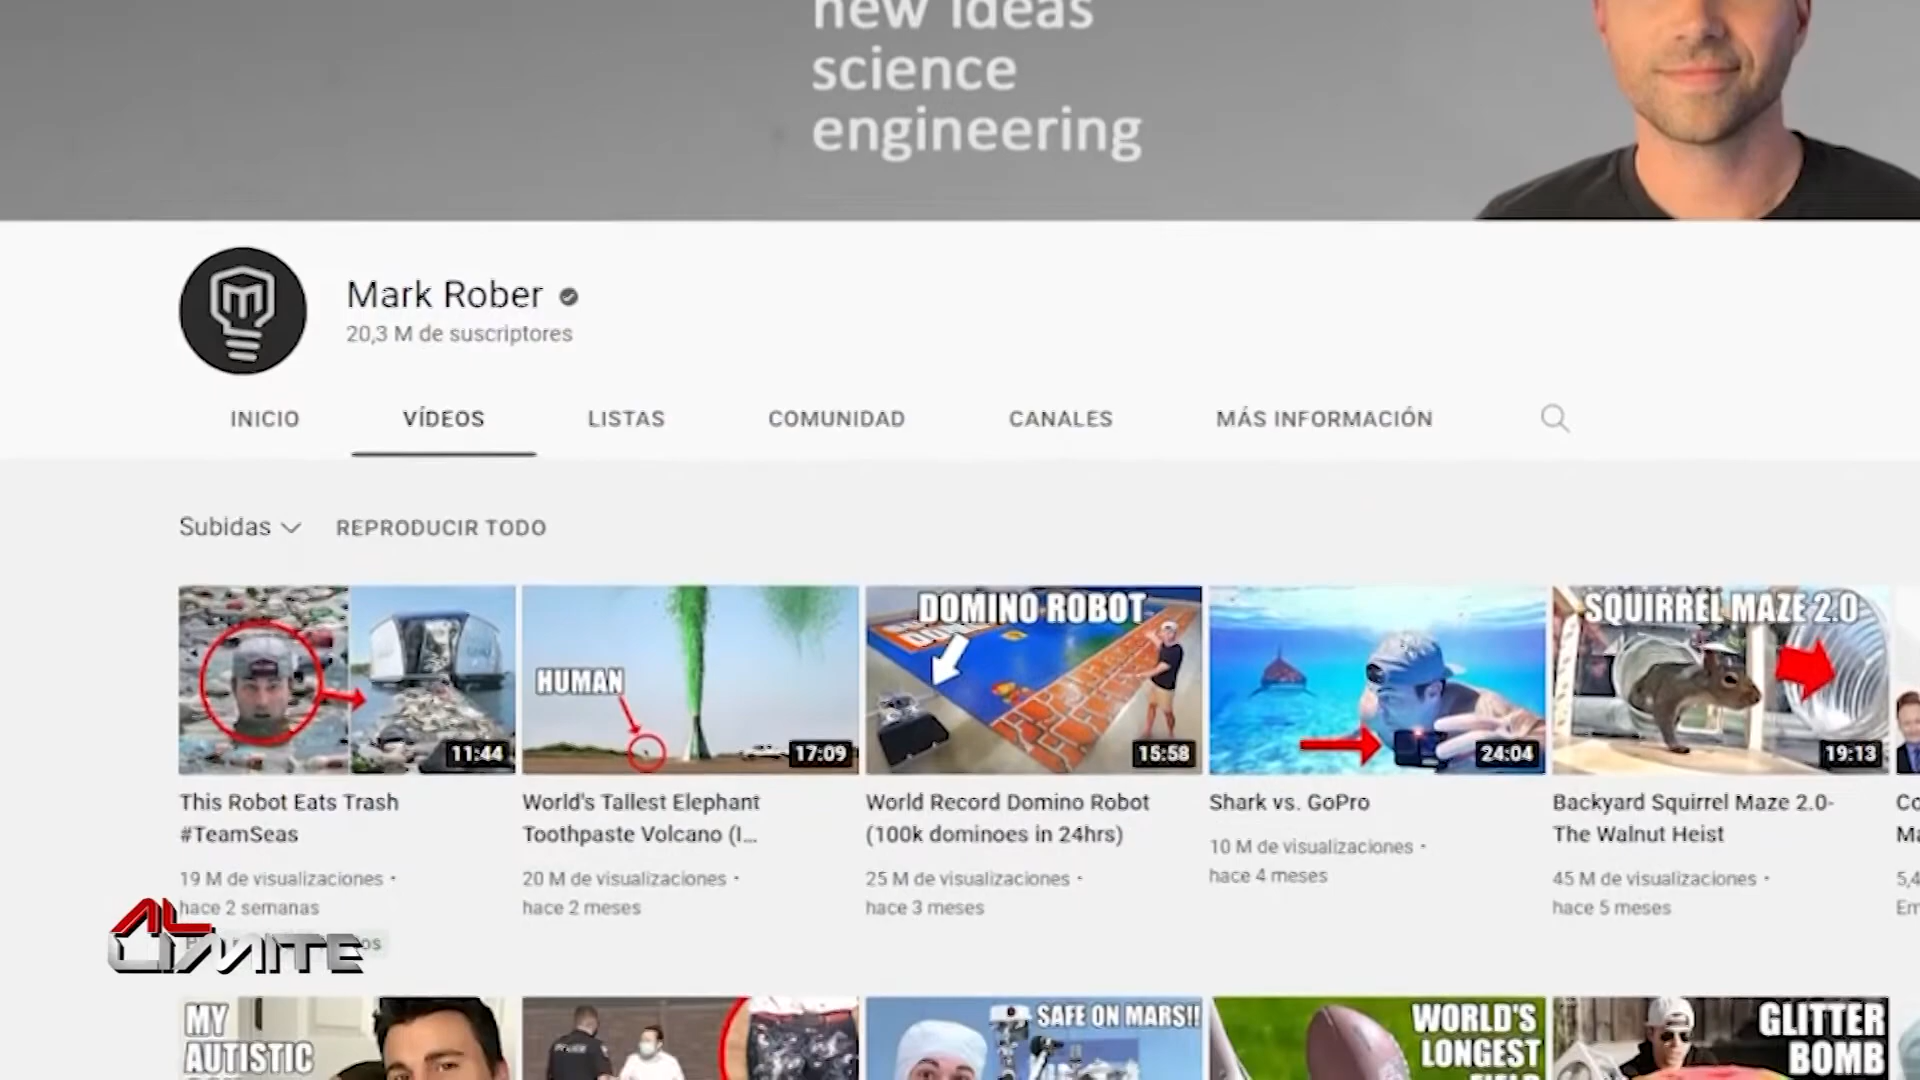 new ideas
science
engineering
Mark Rober
20,3 M de suscriptores
INICIO
VÍDEOS
LISTAS
COMUNIDAD
CANALES
MÁS INFORMACIÓN
Subidas
REPRODUCIR TODO
11:44
HUMAN
17:09
DOMINO ROBOT
15:58
24:04
SQUIRREL MAZE 2.0
19:13
This Robot Eats Trash
#TeamSeas
19 M de visualizaciones •
hace 2 semanas
World's Tallest Elephant
Toothpaste Volcano (I...
20 M de visualizaciones •
hace 2 meses
World Record Domino Robot
(100k dominoes in 24hrs)
25 M de visualizaciones •
hace 3 meses
Shark vs. GoPro
10 M de visualizaciones •
hace 4 meses
Backyard Squirrel Maze 2.0-
The Walnut Heist
45 M de visualizaciones •
hace 5 meses
AL
LIMITE
MY
AUTISTIC
SAFE ON MARS!!
WORLD'S
LONGEST
FIELD
GLITTER
BOMB